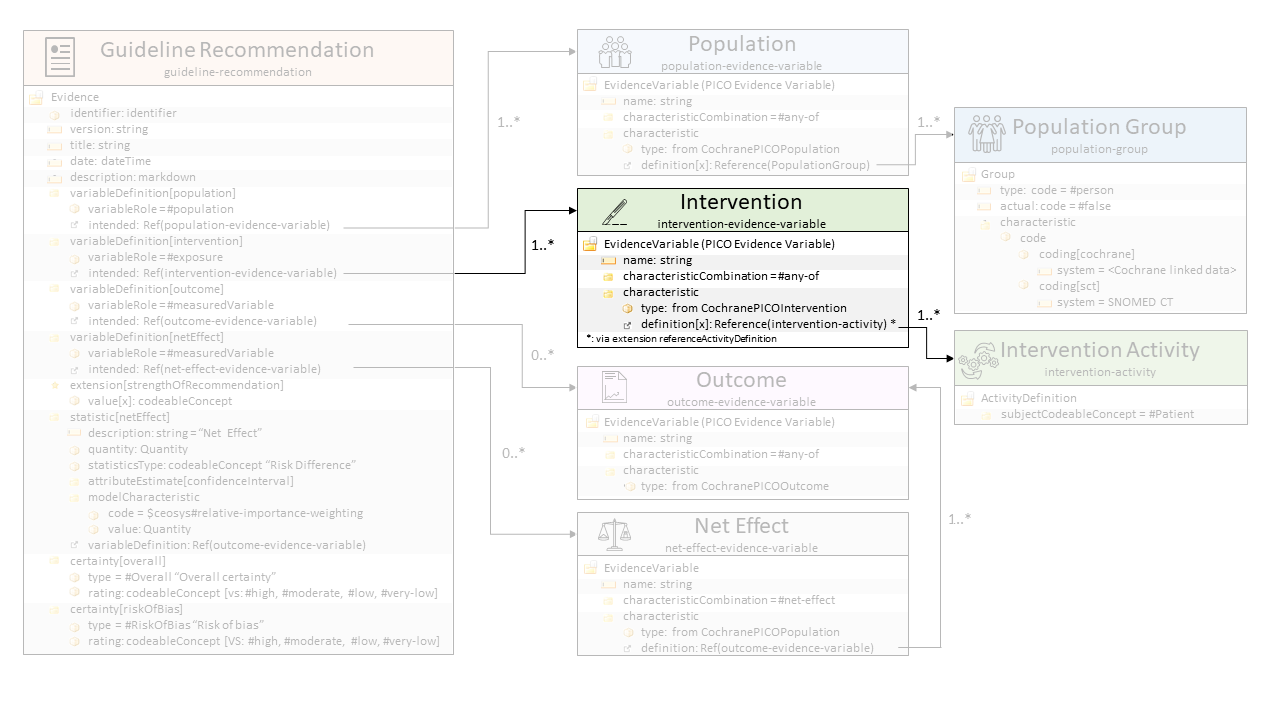 Guideline Recommendation
guideline-recommendation
Evidence
identifier: identifier
version: string
title: string
date: dateTime
description: markdown
variableDefinition[population]
variableRole =#population
intended: Ref(population-evidence-variable)
variableDefinition[intervention]
variableRole =#exposure
intended: Ref(intervention-evidence-variable)
variableDefinition[outcome]
variableRole =#measuredVariable
intended: Ref(outcome-evidence-variable)
variableDefinition[netEffect]
variableRole =#measuredVariable
intended: Ref(net-effect-evidence-variable)
extension[strengthOfRecommendation]
value[x]: codeableConcept
statistic[netEffect]
description: string = “Net Effect”
quantity: Quantity
statisticsType: codeableConcept “Risk Difference”
attributeEstimate[confidenceInterval]
modelCharacteristic
code = $ceosys#relative-importance-weighting
value: Quantity
variableDefinition: Ref(outcome-evidence-variable)
certainty[overall]
type = #Overall “Overall certainty”
rating: codeableConcept [vs: #high, #moderate, #low, #very-low]
certainty[riskOfBias]
type = #RiskOfBias “Risk of bias”
rating: codeableConcept [VS: #high, #moderate, #low, #very-low]
1..*
1..*
0..*
0..*
Population
population-evidence-variable
EvidenceVariable (PICO Evidence Variable)
name: string
characteristicCombination =#any-of
characteristic
type: from CochranePICOPopulation
definition[x]: Reference(PopulationGroup)
Intervention
intervention-evidence-variable
EvidenceVariable (PICO Evidence Variable)
name: string
characteristicCombination =#any-of
characteristic
type: from CochranePICOIntervention
definition[x]: Reference(intervention-activity) *
*: via extension referenceActivityDefinition
Outcome
outcome-evidence-variable
EvidenceVariable (PICO Evidence Variable)
name: string
characteristicCombination =#any-of
characteristic
type: from CochranePICOOutcome
Net Effect
net-effect-evidence-variable
EvidenceVariable
name: string
characteristicCombination =#net-effect
characteristic
type: from CochranePICOPopulation
definition: Ref(outcome-evidence-variable)
1..*
1..*
1..*
Population Group
population-group
Group
type: code = #person
actual: code = #false
characteristic
code
coding[cochrane]
system = <Cochrane linked data>
coding[sct]
system = SNOMED CT
Intervention Activity
intervention-activity
ActivityDefinition
subjectCodeableConcept = #Patient